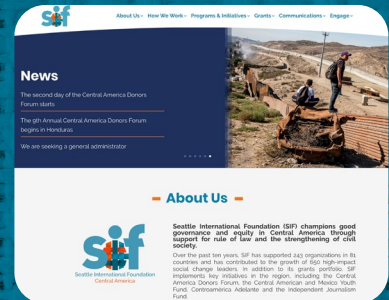 sif
About Us
How We Work
Programs & Initiatives
Grants
Communications
Engage
News
The second day of the Central America Donors
Forum starts
The 9th Annual Central America Donors Forum
begins in Honduras
We are seeking a general administrator
About Us
sif
Seattle International Foundation
Central America
Seattle International Foundation (SIF) champions good
governance and equity in Central America through
support for rule of law and the strengthening of civil
society.
Over the past ten years, SIF has supported 243 organizations in 81
countries and has contributed to the growth of 650 high-impact
social change leaders. In addition to its grants portfolio, SIF
implements key initiatives in the region, including the Central
America Donors Forum, the Central American and Mexico Youth
Fund, Centroamérica Adelante and the Independent Journalism
Fund.